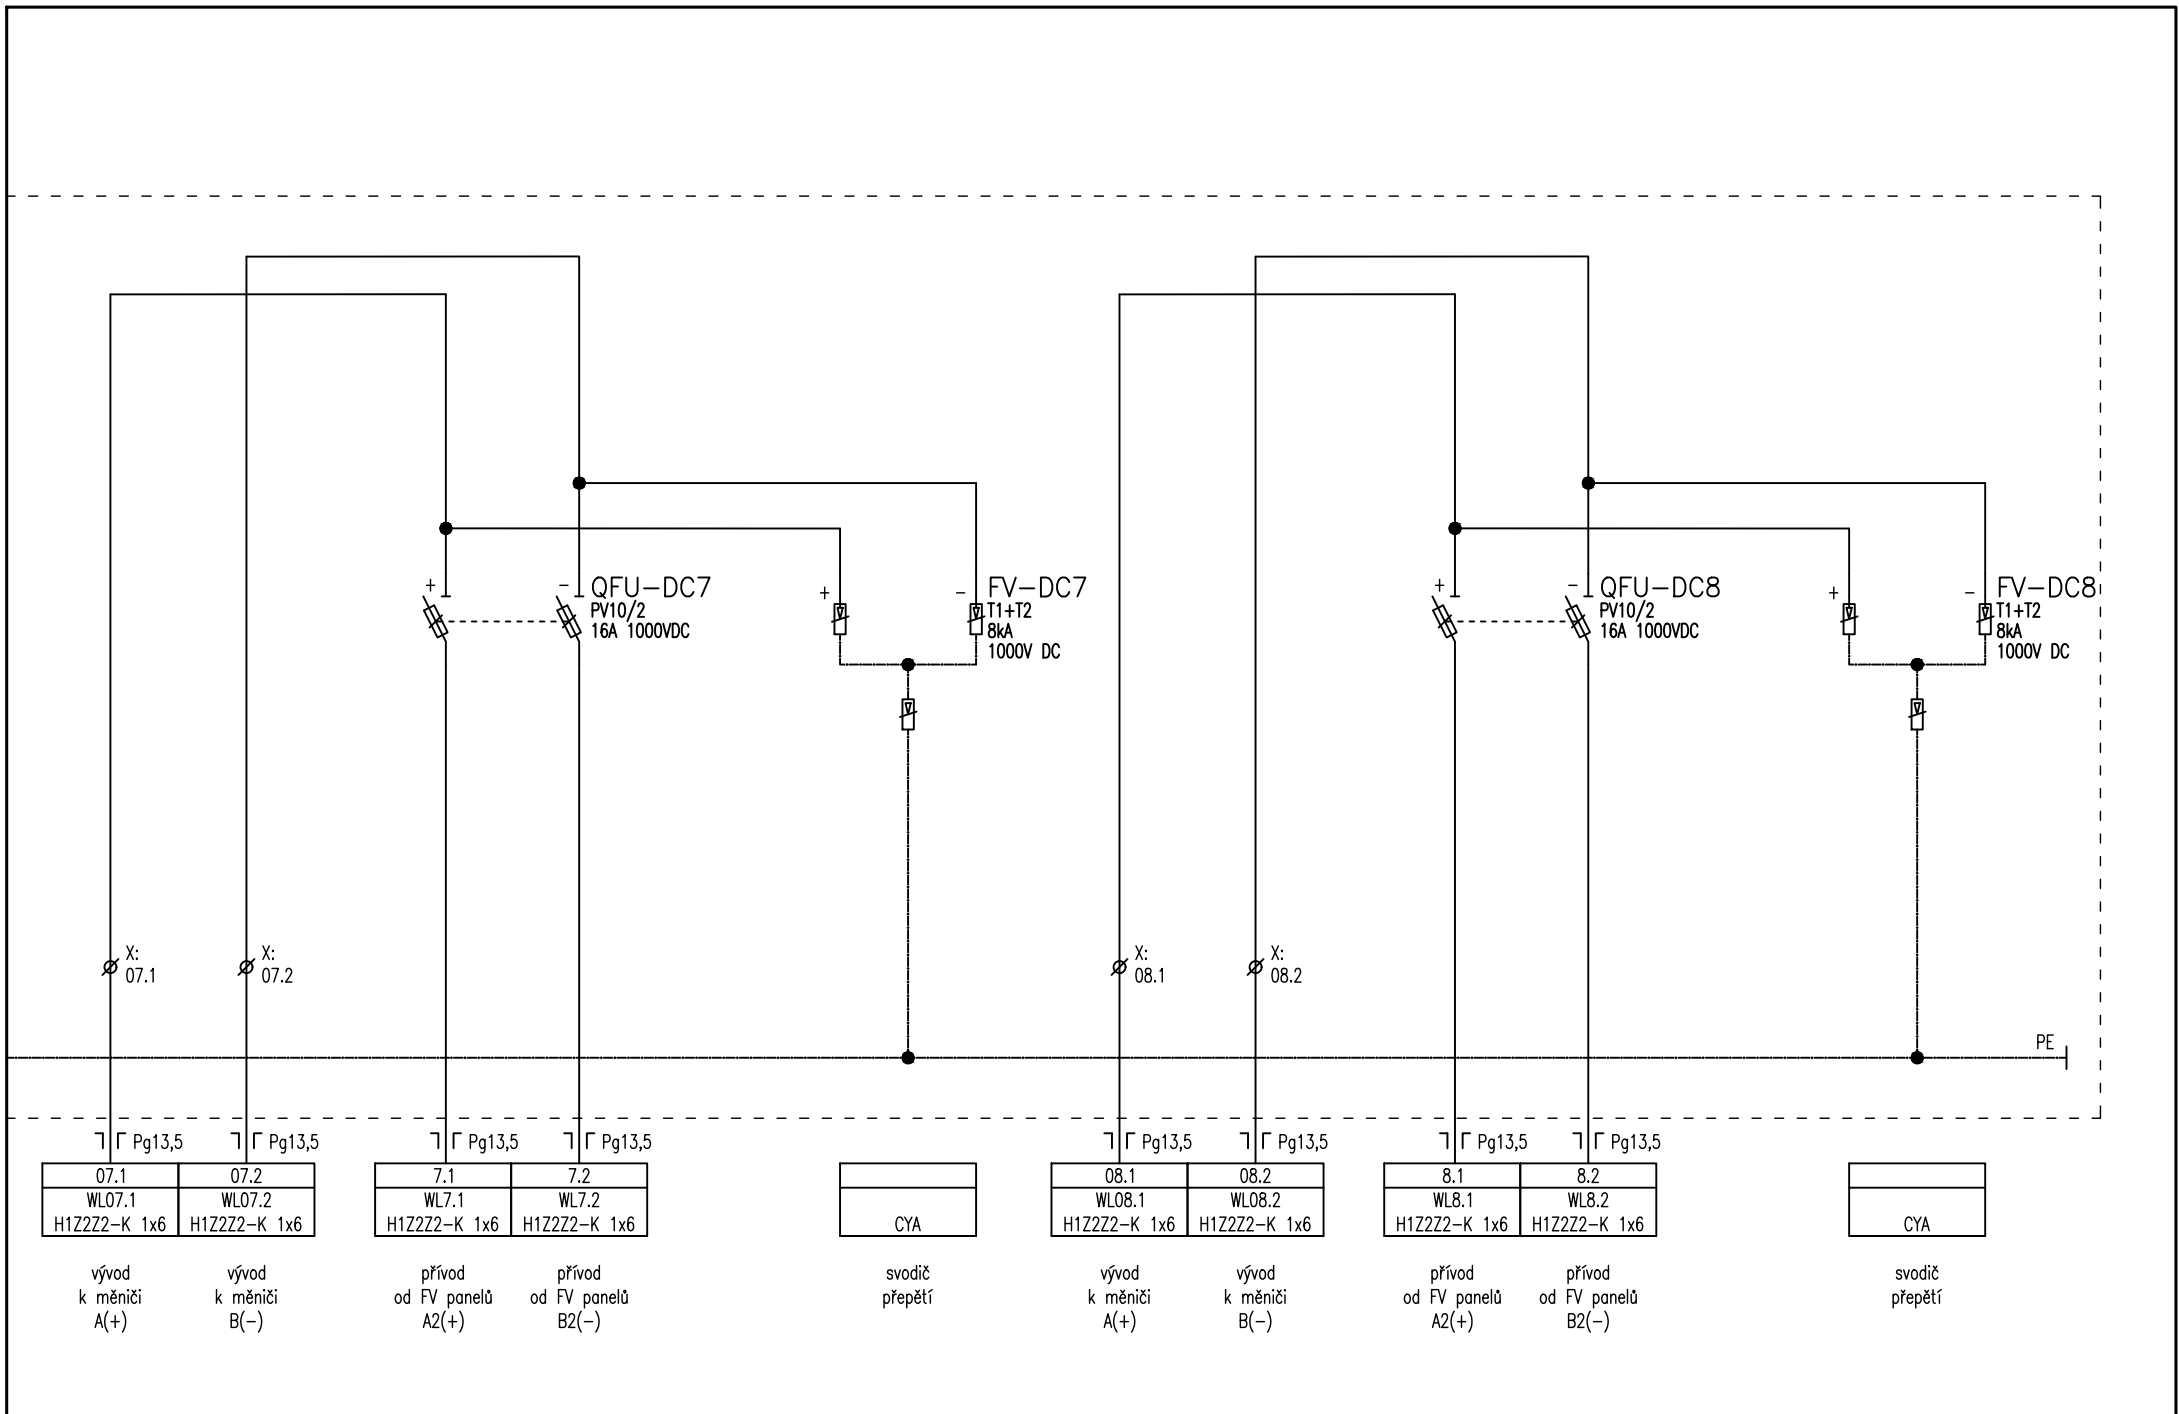 +
− QFU−DC7
PV10/2
16A 1000VDC
+
− FV−DC7
T1+T2
8kA
1000V DC
+
− QFU−DC8
PV10/2
16A 1000VDC
+
− FV−DC8
T1+T2
8kA
1000V DC
X:
07.1
X:
07.2
X:
08.1
X:
08.2
PE
Pg13,5
Pg13,5
Pg13,5
Pg13,5
Pg13,5
Pg13,5
Pg13,5
Pg13,5
07.1
WL07.1
H1Z2Z2−K 1x6
vývod
k měniči
A(+)
07.2
WL07.2
H1Z2Z2−K 1x6
vývod
k měniči
B(−)
7.1
WL7.1
H1Z2Z2−K 1x6
přívod
od FV panelů
A2(+)
7.2
WL7.2
H1Z2Z2−K 1x6
přívod
od FV panelů
B2(−)
CYA
svodič
přepětí
08.1
WL08.1
H1Z2Z2−K 1x6
vývod
k měniči
A(+)
08.2
WL08.2
H1Z2Z2−K 1x6
vývod
k měniči
B(−)
8.1
WL8.1
H1Z2Z2−K 1x6
přívod
od FV panelů
A2(+)
8.2
WL8.2
H1Z2Z2−K 1x6
přívod
od FV panelů
B2(−)
CYA
svodič
přepětí